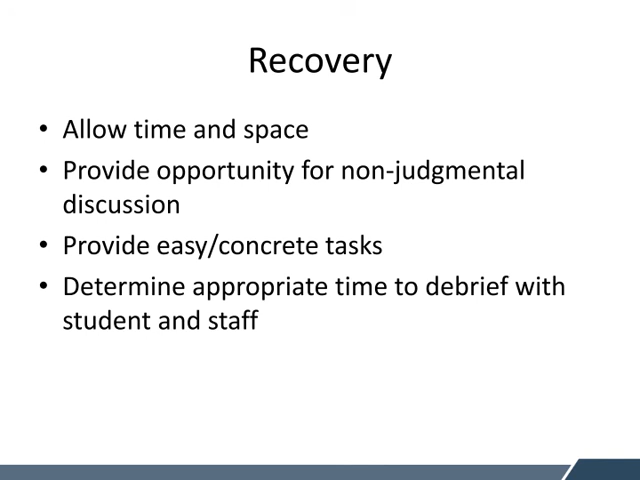 Recovery
• Allow time and space
• Provide opportunity for non-judgmental
discussion
• Provide easy/concrete tasks
• Determine appropriate time to debrief with
student and staff